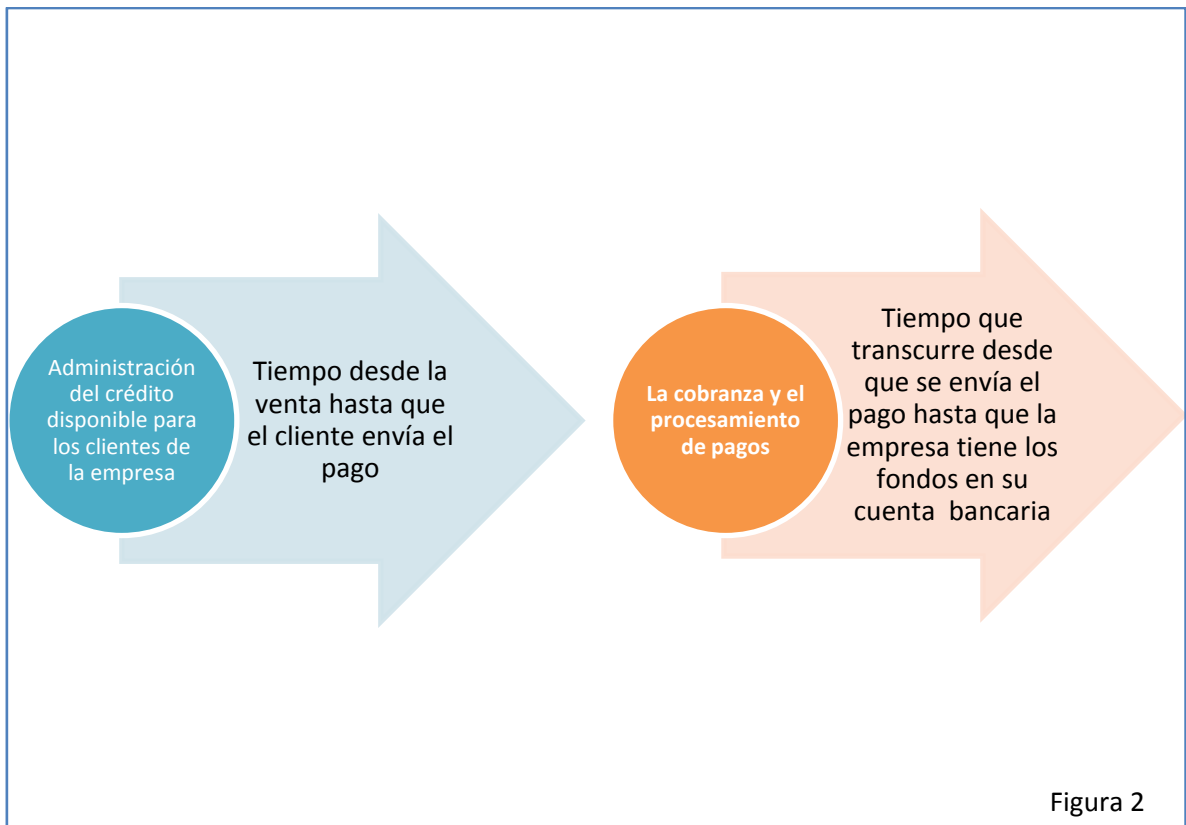 Administración
del crédito
disponible para
los clientes de
la empresa
Tiempo desde la
venta hasta que
el cliente envía el
pago
La cobranza y el
procesamiento
de pagos
Tiempo que
transcurre desde
que se envía el
pago hasta que la
empresa tiene los
fondos en su
cuenta  bancaria
Figura 2